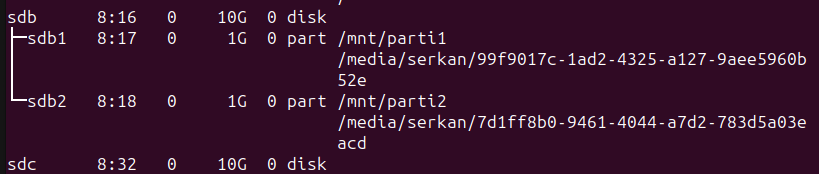 sdb 8:16 0 10G 0 disk
├─sdb1 8:17 0 1G 0 part /mnt/parti1
/media/serkan/99f9017c-1ad2-4325-a127-9aee5960b
52e
└─sdb2 8:18 0 1G 0 part /mnt/parti2
/media/serkan/7d1ff8b0-9461-4044-a7d2-783d5a03e
acd
sdc 8:32 0 10G 0 disk